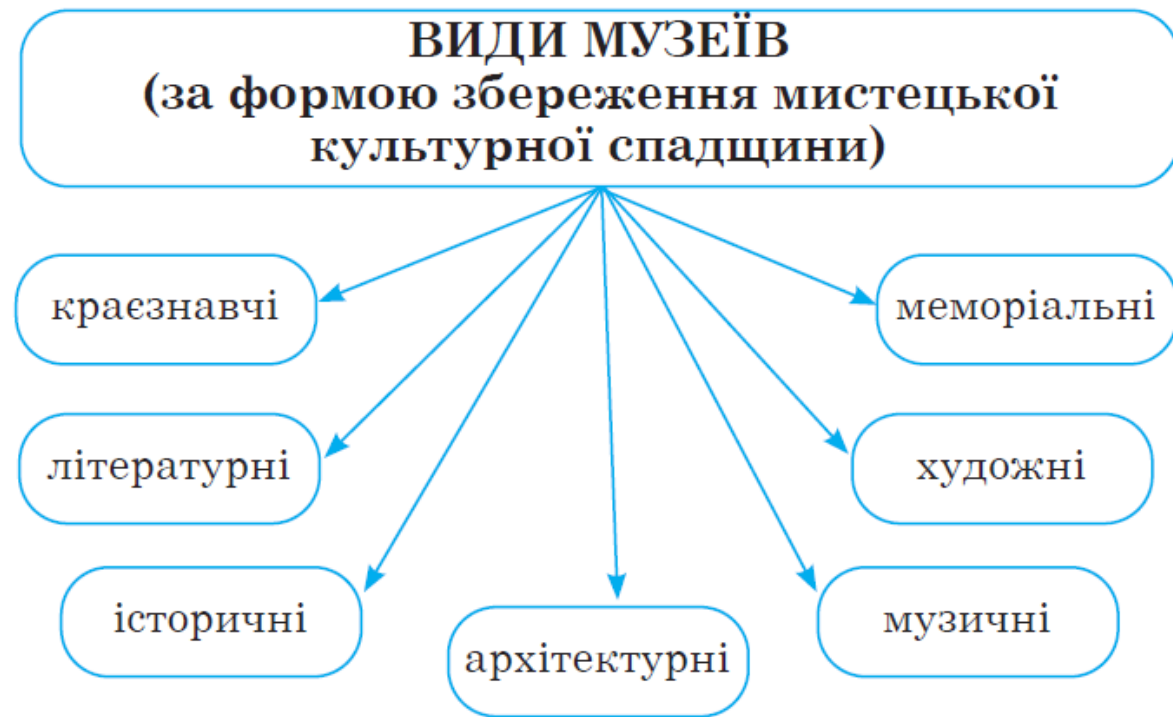 ВИДИ МУЗЕЇВ
(за формою збереження мистецької
культурної спадщини)
краєзнавчі
меморіальні
літературні
художні
історичні
архітектурні
музичні